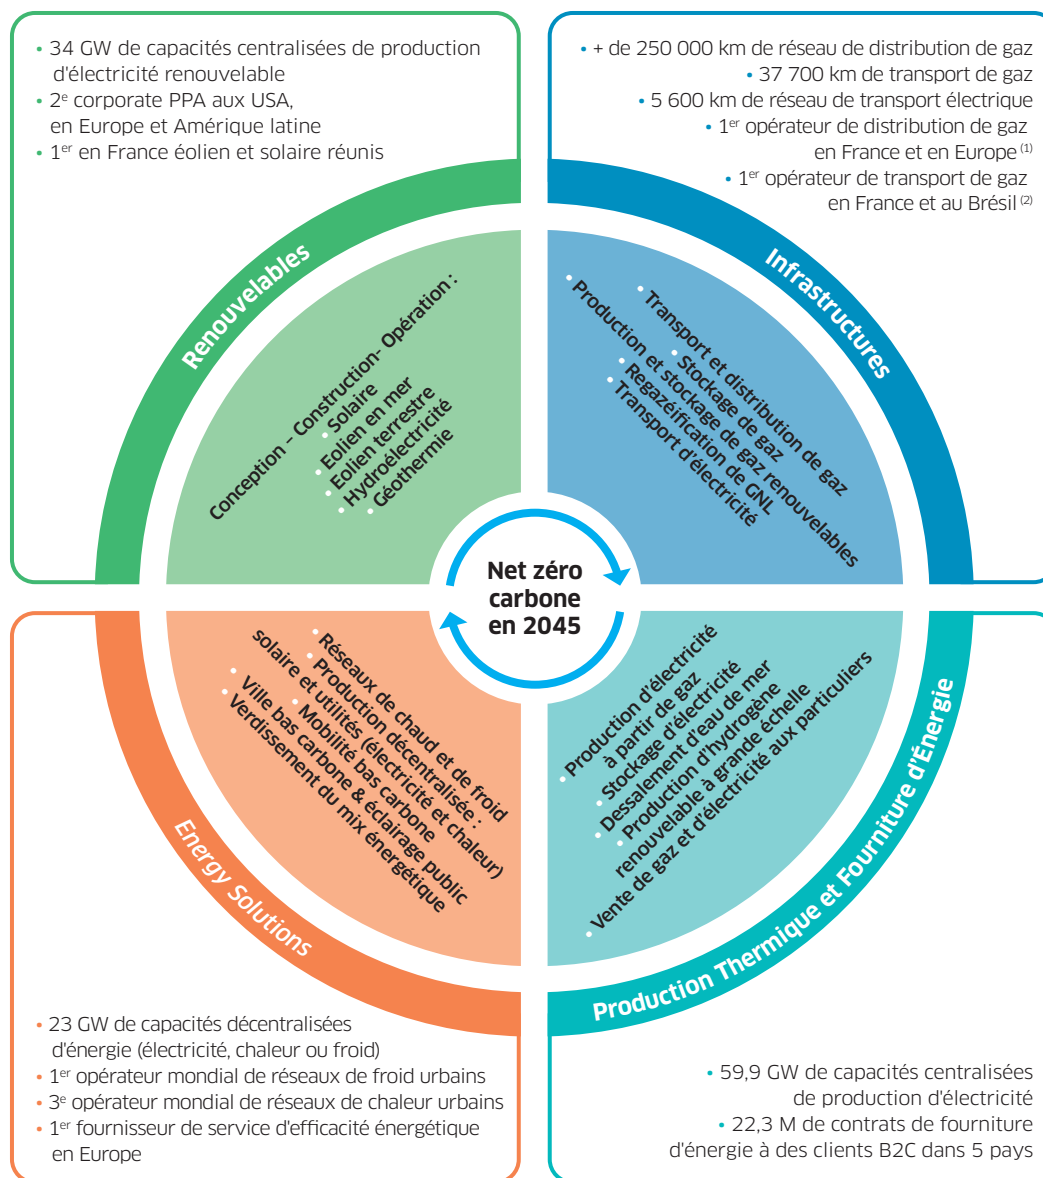 • 34 GW de capacités centralisées de production
d'électricité renouvelable
• 2e corporate PPA aux USA,
en Europe et Amérique latine
• 1er en France éolien et solaire réunis
• + de 250 000 km de réseau de distribution de gaz
• 37 700 km de transport de gaz
• 5 600 km de réseau de transport électrique
• 1er opérateur de distribution de gaz
en France et en Europe (1)
• 1er opérateur de transport de gaz
en France et au Brésil (2)
Renouvelables
Conception – Construction- Opération :
• Solaire
• Eolien en mer
• Eolien terrestre
• Hydroélectricité
• Géothermie
Infrastructures
• Transport et distribution de gaz
• Stockage de gaz
• Production et stockage de gaz renouvelables
• Regazéification de GNL
• Transport d'électricité
Net zéro
carbone
en 2045
Energy Solutions
• Réseaux de chaud et de froid
• Production décentralisée :
solaire et utilités (électricité et chaleur)
• Mobilité bas carbone
• Ville bas carbone & éclairage public
• Verdissement du mix énergétique
Production Thermique et Fourniture d'Énergie
• Production d'électricité
à partir de gaz
• Stockage d'électricité
• Dessalement d'eau de mer
• Production d'hydrogène
renouvelable à grande échelle
• Vente de gaz et d'électricité aux particuliers
• 23 GW de capacités décentralisées
d'énergie (électricité, chaleur ou froid)
• 1er opérateur mondial de réseaux de froid urbains
• 3e opérateur mondial de réseaux de chaleur urbains
• 1er fournisseur de service d'efficacité énergétique
en Europe
• 59,9 GW de capacités centralisées
de production d'électricité
• 22,3 M de contrats de fourniture
d'énergie à des clients B2C dans 5 pays